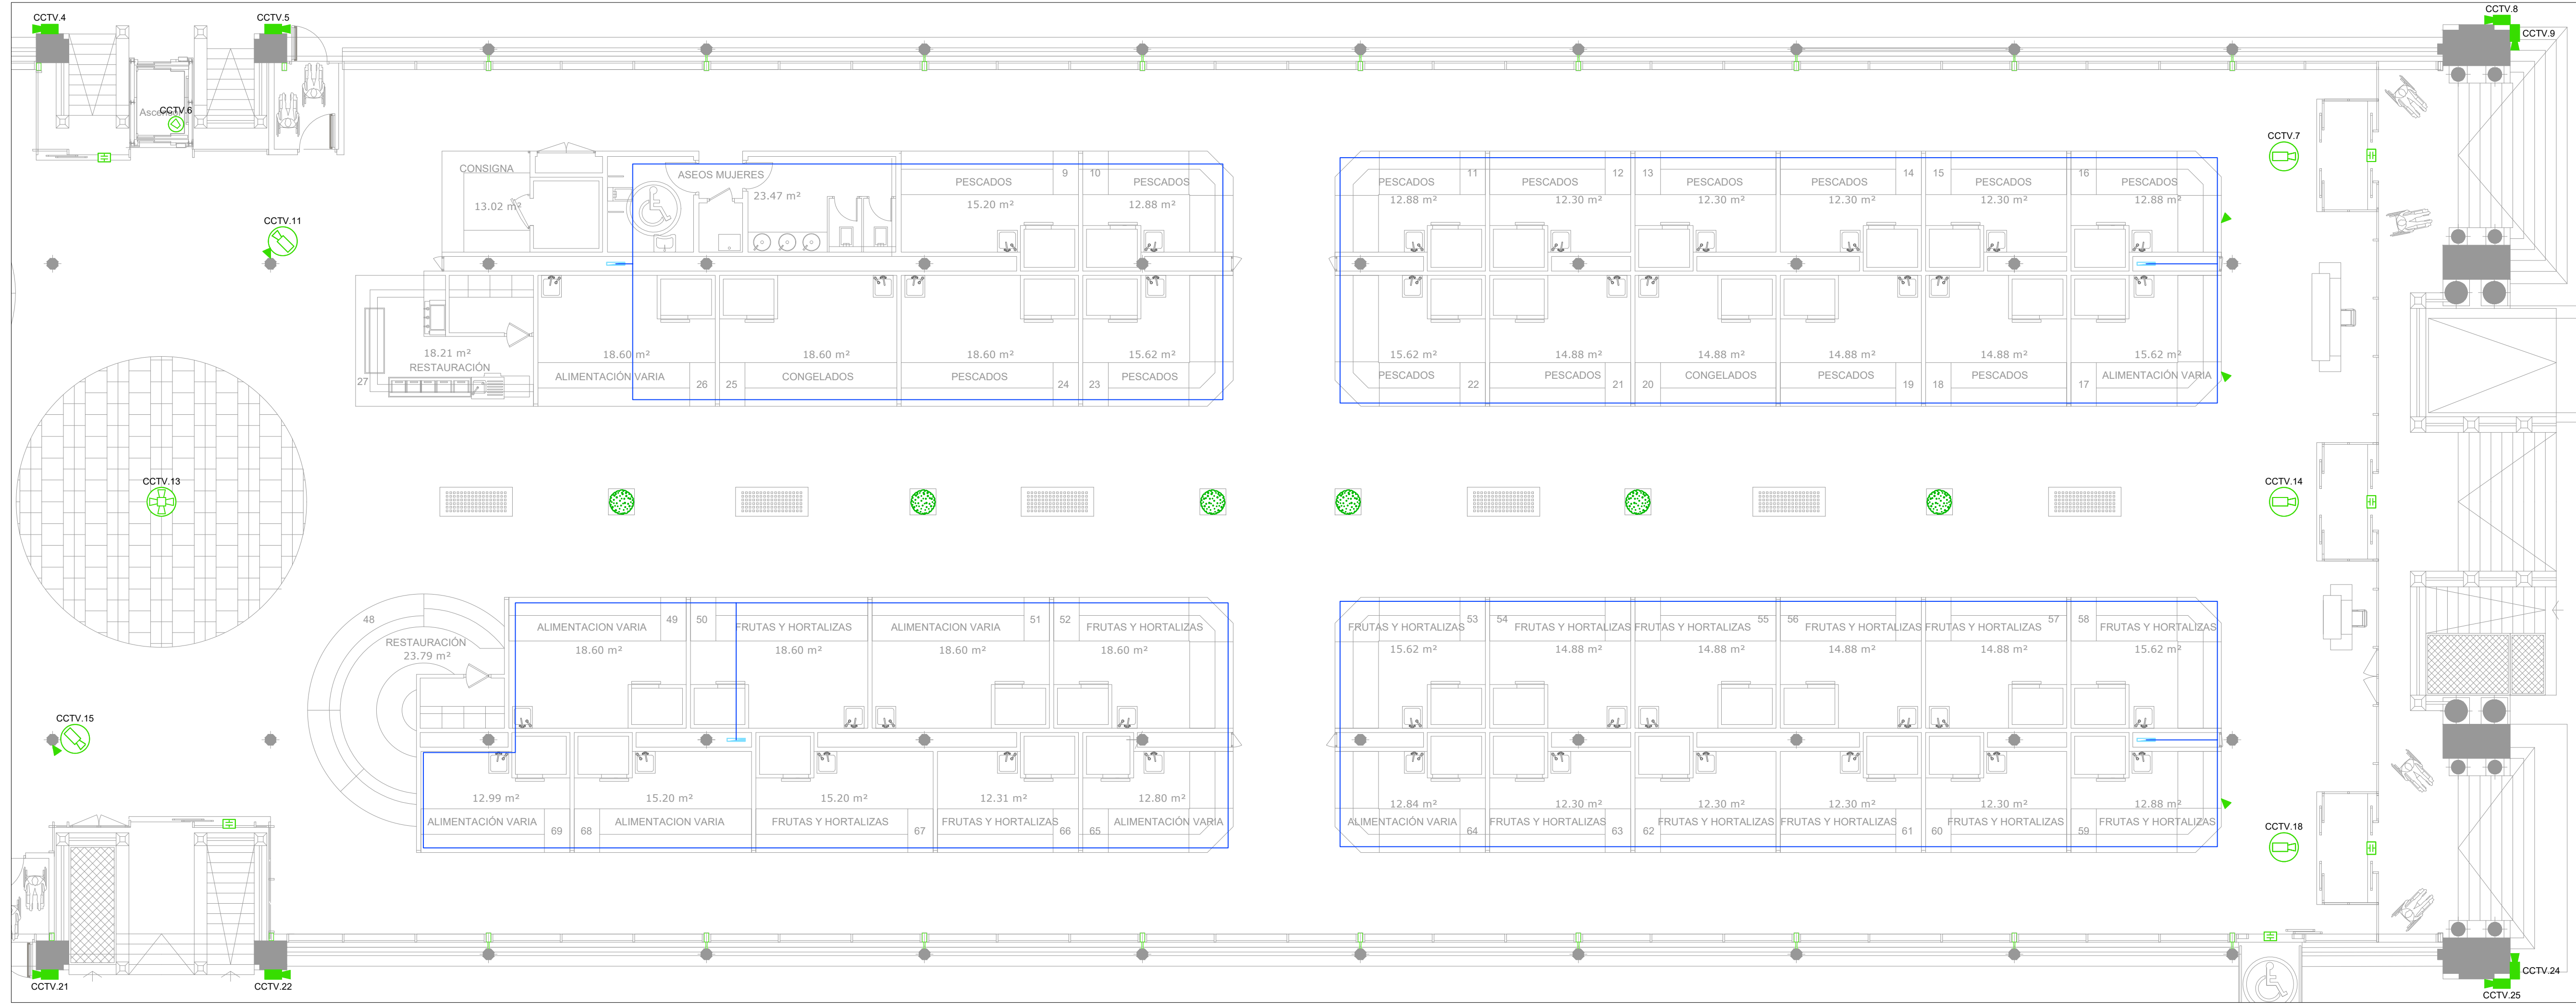 CCTV.4
CCTV.5
CCTV.8
CCTV.9
CCTV.6
CCTV.7
CCTV.11
CONSIGNA
13.02 m²
ASEOS MUJERES
23.47 m²
PESCADOS
15.20 m²
9
10
PESCADOS
12.88 m²
PESCADOS
12.88 m²
11
PESCADOS
12.30 m²
12
13
PESCADOS
12.30 m²
PESCADOS
12.30 m²
14
15
PESCADOS
12.30 m²
16
PESCADOS
12.88 m²
18.21 m²
RESTAURACIÓN
27
18.60 m²
ALIMENTACIÓN VARIA
26
25
18.60 m²
CONGELADOS
18.60 m²
PESCADOS
24
23
15.62 m²
PESCADOS
15.62 m²
PESCADOS
22
14.88 m²
PESCADOS
21
20
14.88 m²
CONGELADOS
14.88 m²
PESCADOS
19
18
14.88 m²
PESCADOS
17
15.62 m²
ALIMENTACIÓN VARIA
CCTV.13
CCTV.14
48
RESTAURACIÓN
23.79 m²
ALIMENTACION VARIA
18.60 m²
49
50
FRUTAS Y HORTALIZAS
18.60 m²
ALIMENTACION VARIA
18.60 m²
51
52
FRUTAS Y HORTALIZAS
18.60 m²
FRUTAS Y HORTALIZAS
15.62 m²
53
54
FRUTAS Y HORTALIZAS
14.88 m²
FRUTAS Y HORTALIZAS
14.88 m²
55
56
FRUTAS Y HORTALIZAS
14.88 m²
FRUTAS Y HORTALIZAS
14.88 m²
57
58
FRUTAS Y HORTALIZAS
15.62 m²
CCTV.15
12.99 m²
ALIMENTACIÓN VARIA
69
68
15.20 m²
ALIMENTACION VARIA
15.20 m²
FRUTAS Y HORTALIZAS
67
12.31 m²
FRUTAS Y HORTALIZAS
66
65
12.80 m²
ALIMENTACIÓN VARIA
12.84 m²
ALIMENTACIÓN VARIA
64
12.30 m²
FRUTAS Y HORTALIZAS
63
62
12.30 m²
FRUTAS Y HORTALIZAS
12.30 m²
FRUTAS Y HORTALIZAS
61
60
12.30 m²
FRUTAS Y HORTALIZAS
59
12.88 m²
FRUTAS Y HORTALIZAS
CCTV.18
CCTV.21
CCTV.22
CCTV.24
CCTV.25